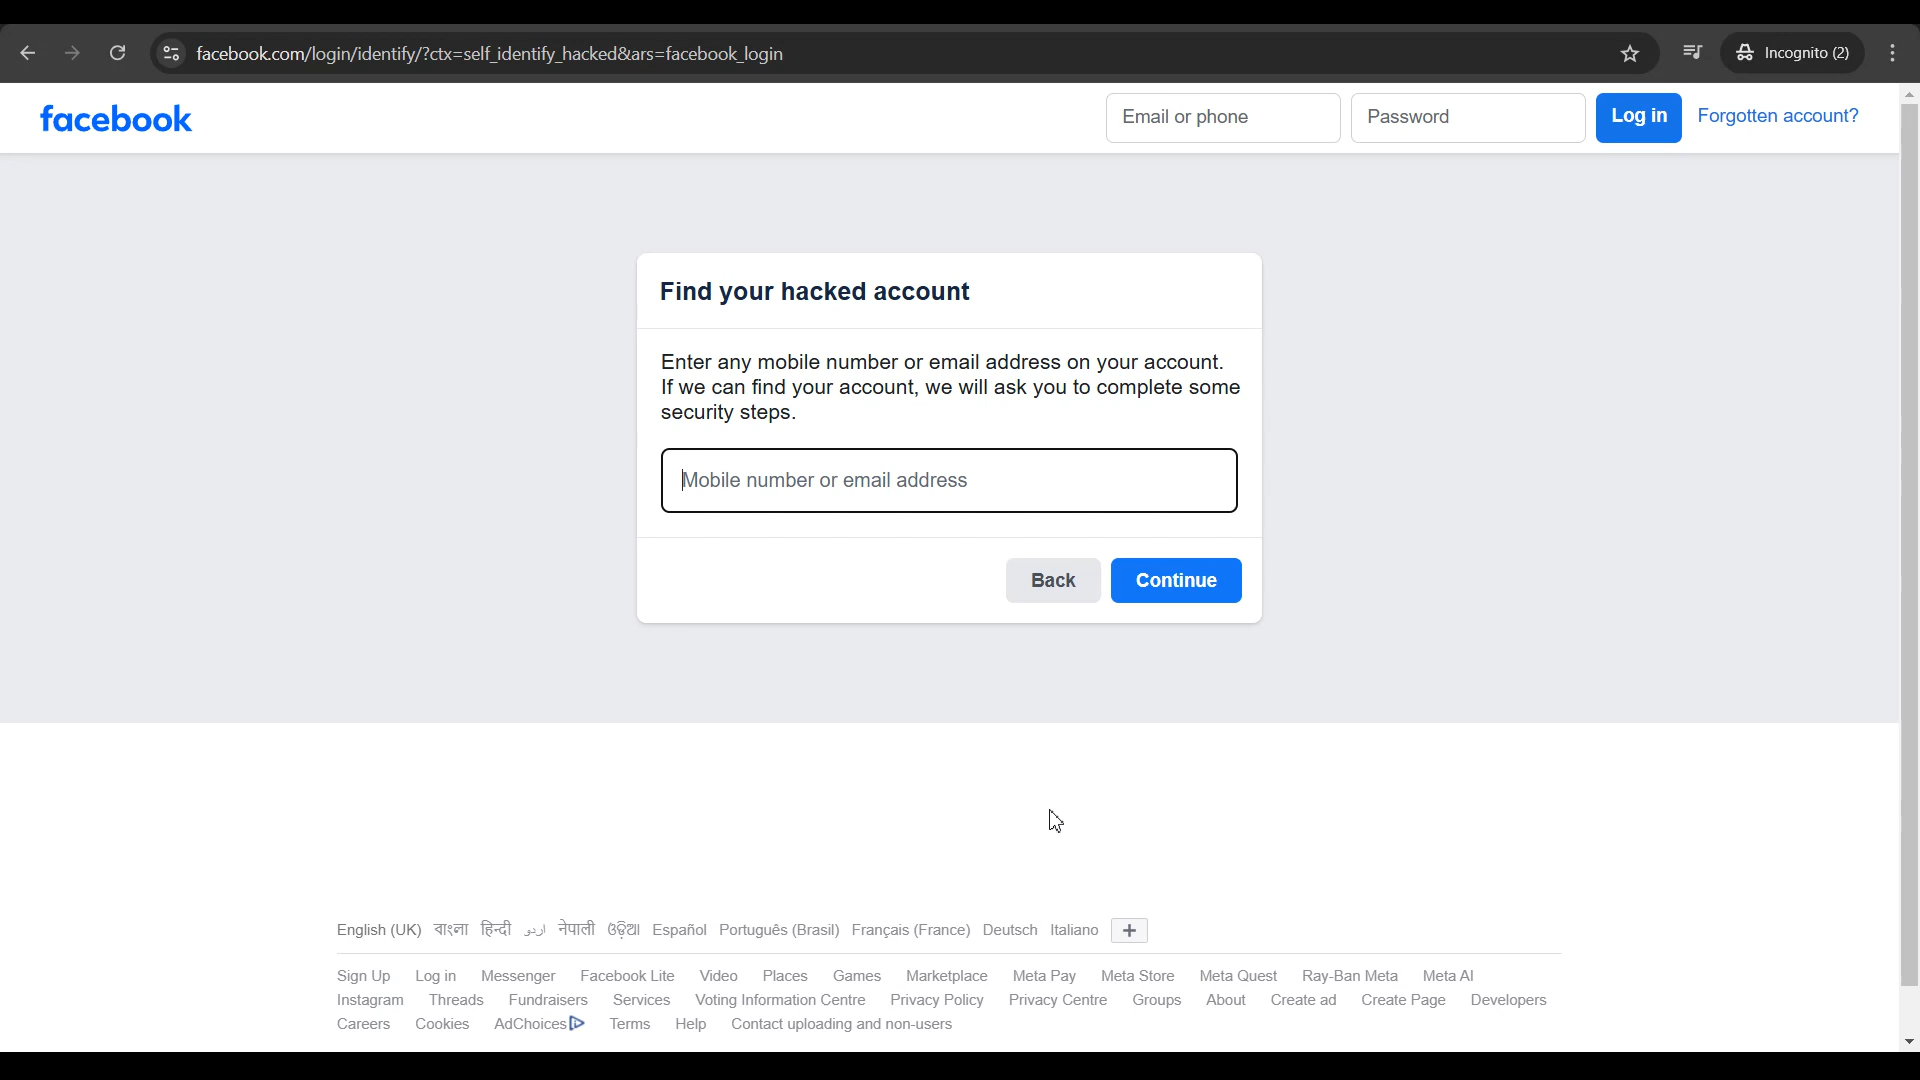 facebook.com/login/identify/?ctx=self_identify_hacked&ars=facebook_login
Incognito (2)
facebook
Email or phone
Password
Log in
Forgotten account?
Find your hacked account
Enter any mobile number or email address on your account.
If we can find your account, we will ask you to complete some
security steps.
Mobile number or email address
Back
Continue
English (UK) বাংলা हिन्दी اردو नेपाली ଓଡ଼ିଆ Español Português (Brasil) Français (France) Deutsch Italiano +
Sign Up Log in Messenger Facebook Lite Video Places Games Marketplace Meta Pay Meta Store Meta Quest Ray-Ban Meta Meta AI
Instagram Threads Fundraisers Services Voting Information Centre Privacy Policy Privacy Centre Groups About Create ad Create Page Developers
Careers Cookies AdChoices Terms Help Contact uploading and non-users